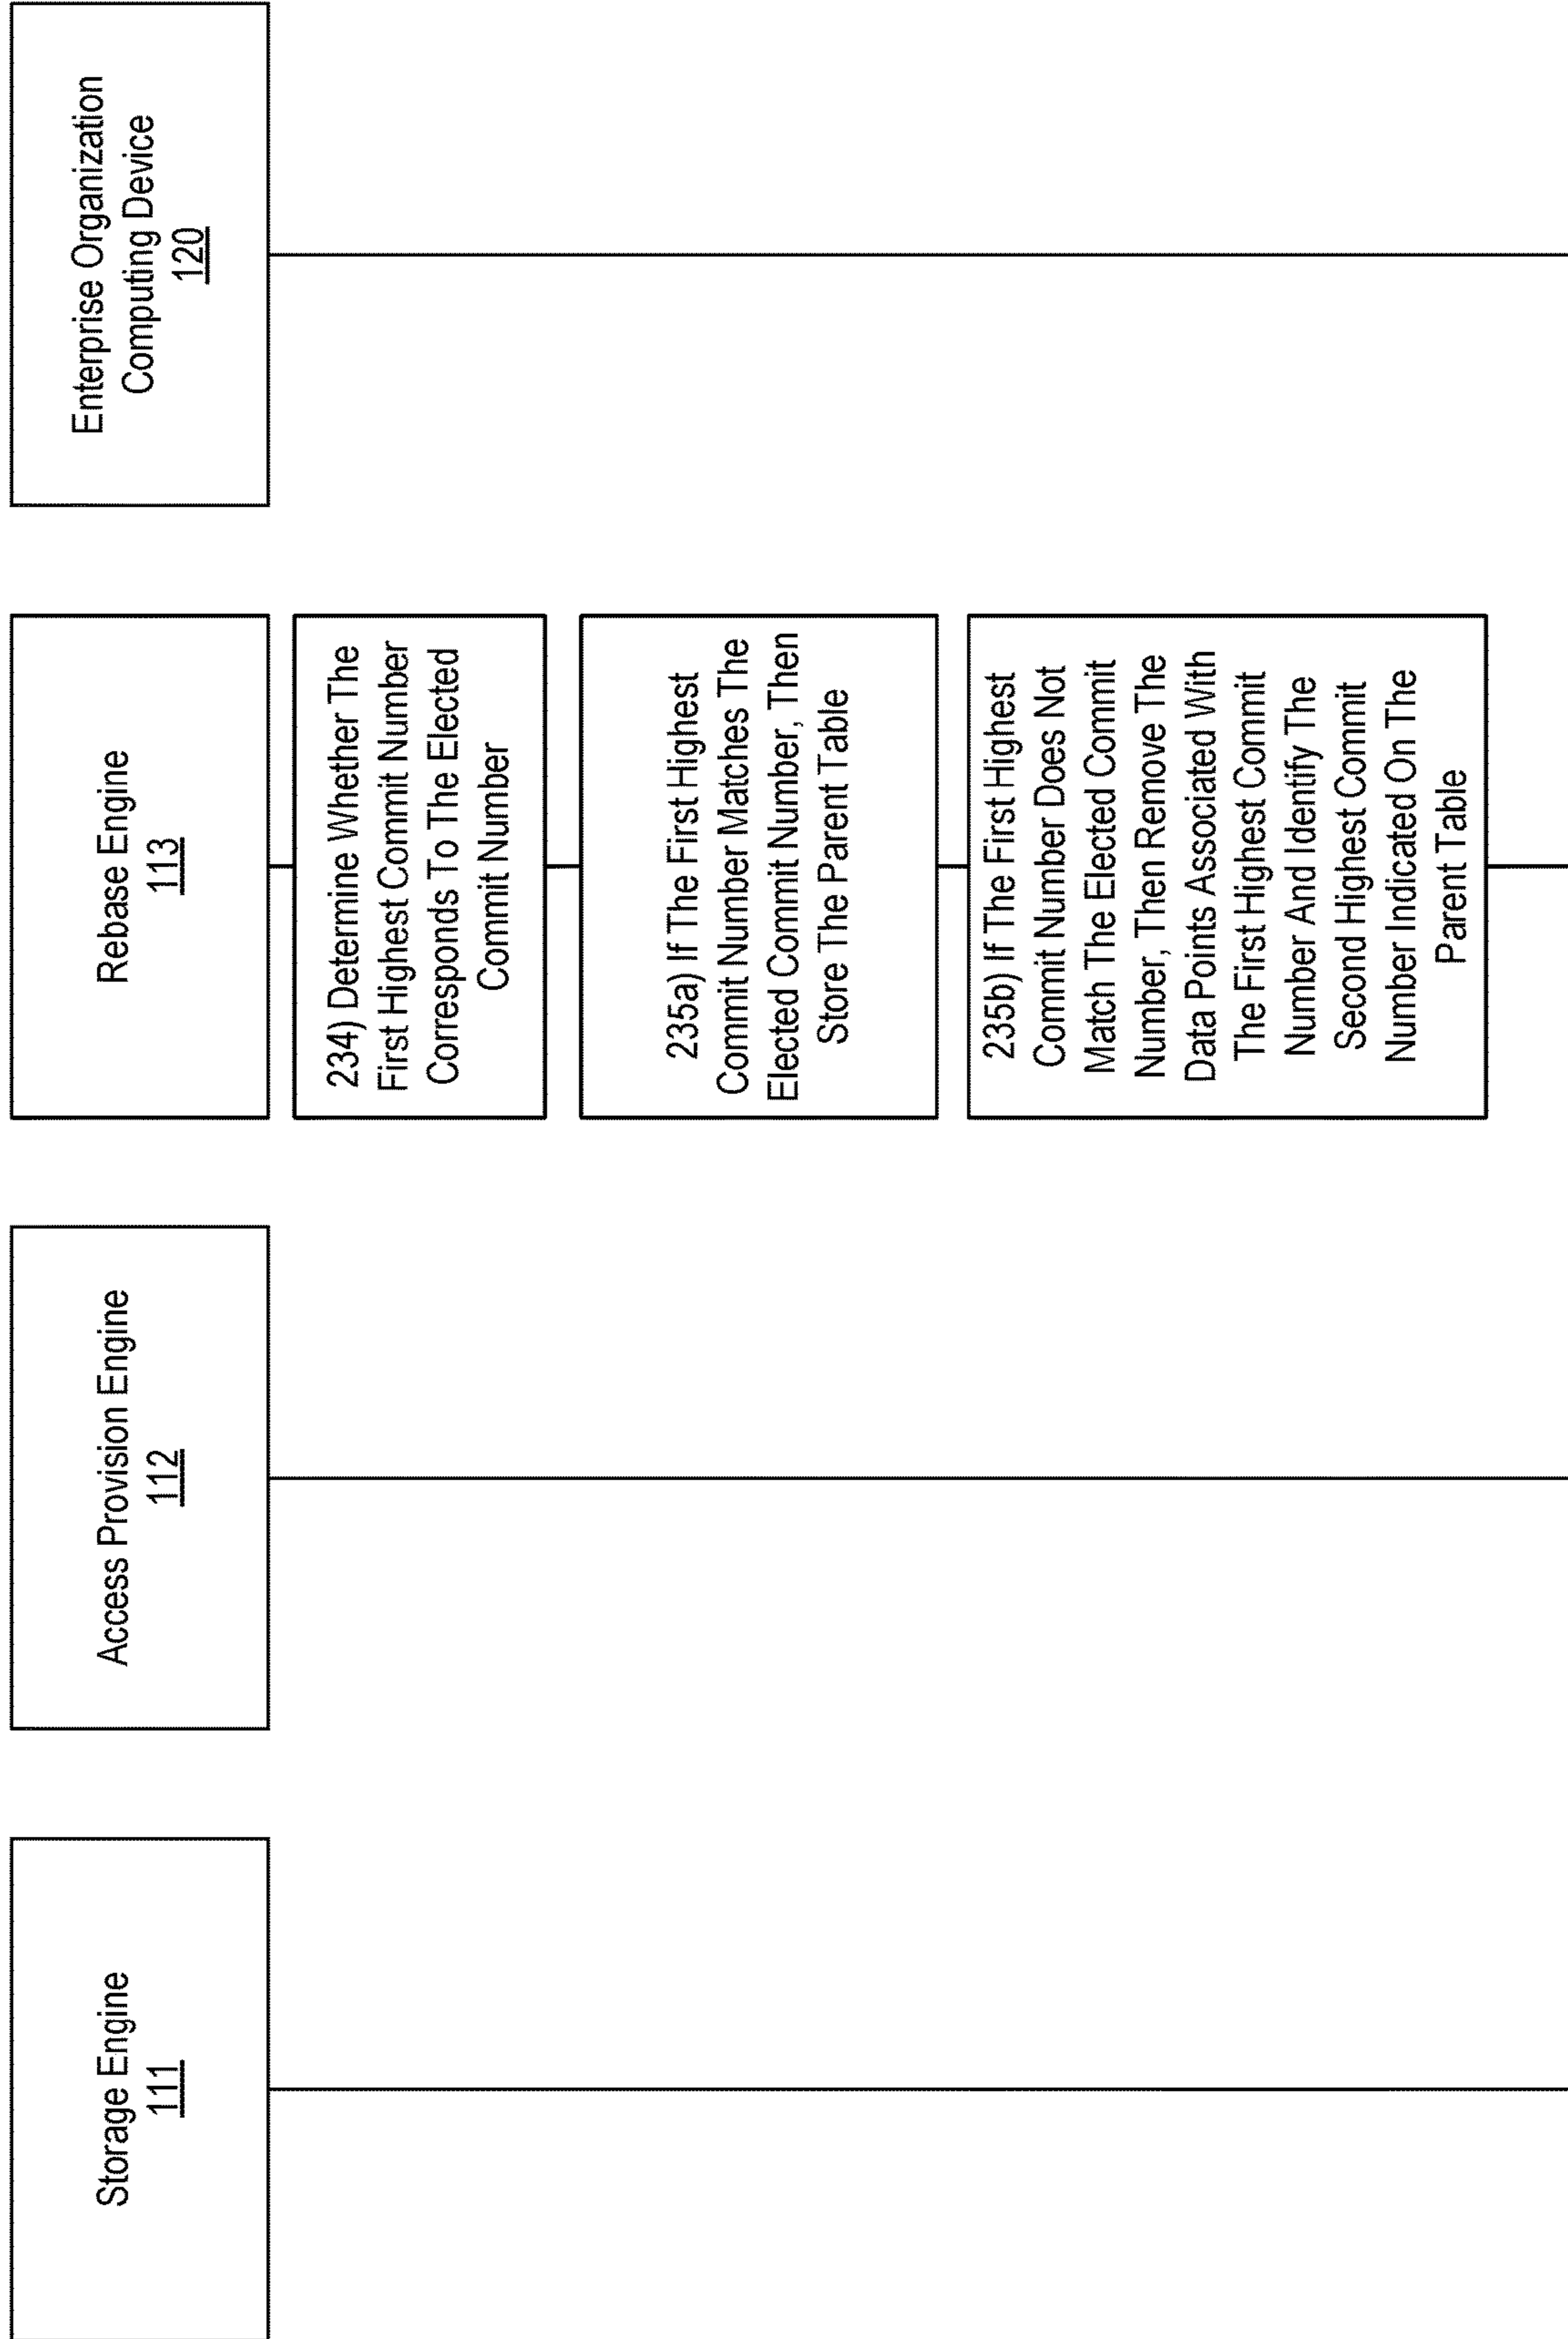 Storage Engine
111
Access Provision Engine
112
Rebase Engine
113
Enterprise Organization
Computing Device
120
234) Determine Whether The
First Highest Commit Number
Corresponds To The Elected
Commit Number
235a) If The First Highest
Commit Number Matches The
Elected Commit Number, Then
Store The Parent Table
235b) If The First Highest
Commit Number Does Not
Match The Elected Commit
Number, Then Remove The
Data Points Associated With
The First Highest Commit
Number And Identify The
Second Highest Commit
Number Indicated On The
Parent Table